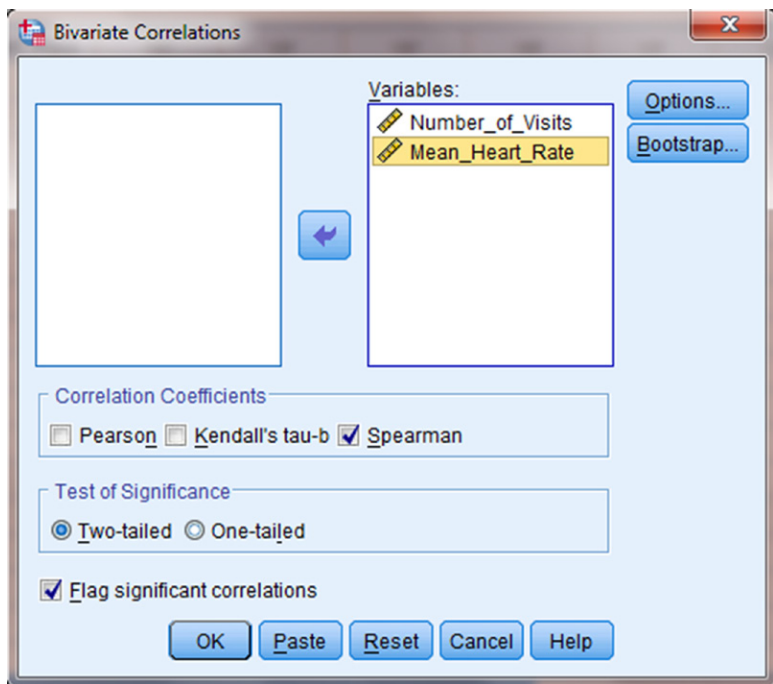 Bivariate Correlations
Variables:
Number_of_Visits
Mean_Heart_Rate
Options...
Bootstrap...
Correlation Coefficients
Pearson Kendall's tau-b Spearman
Test of Significance
Two-tailed One-tailed
Flag significant correlations
OK Paste Reset Cancel Help